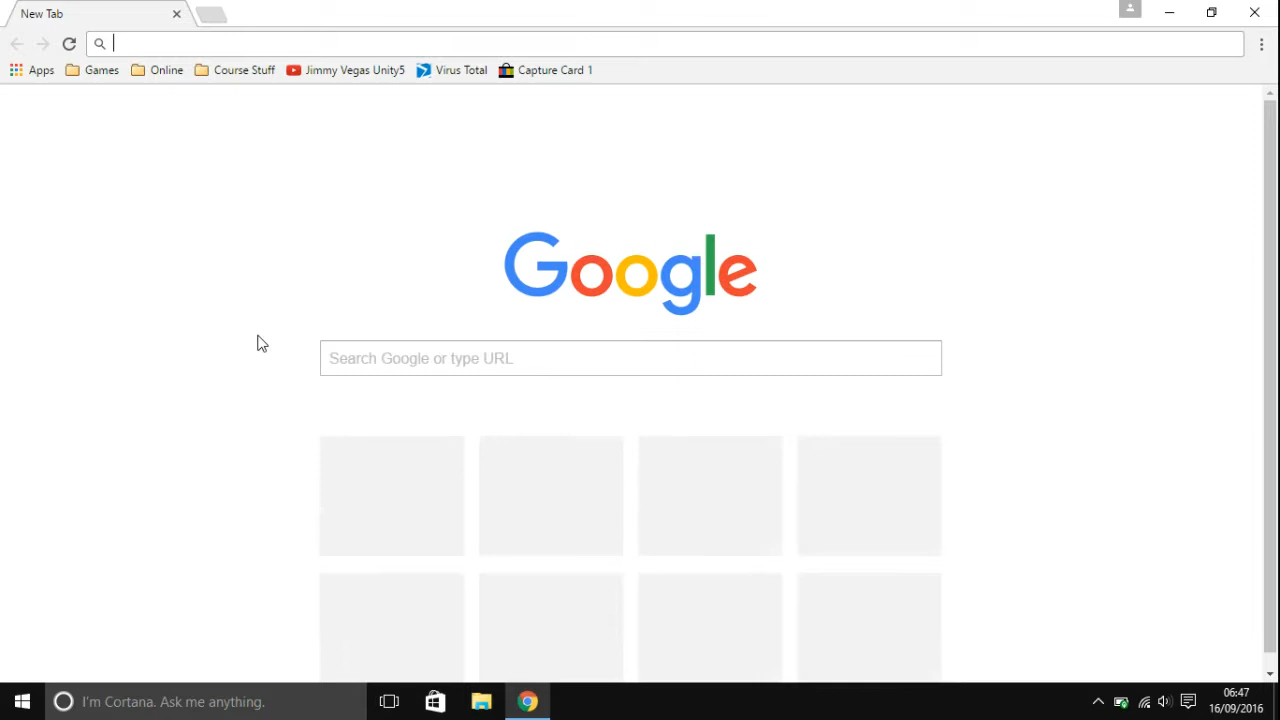 New Tab
Apps Games Online Course Stuff Jimmy Vegas Unity5 Virus Total Capture Card 1
Google
Search Google or type URL
I'm Cortana. Ask me anything.
06:47
16/09/2016